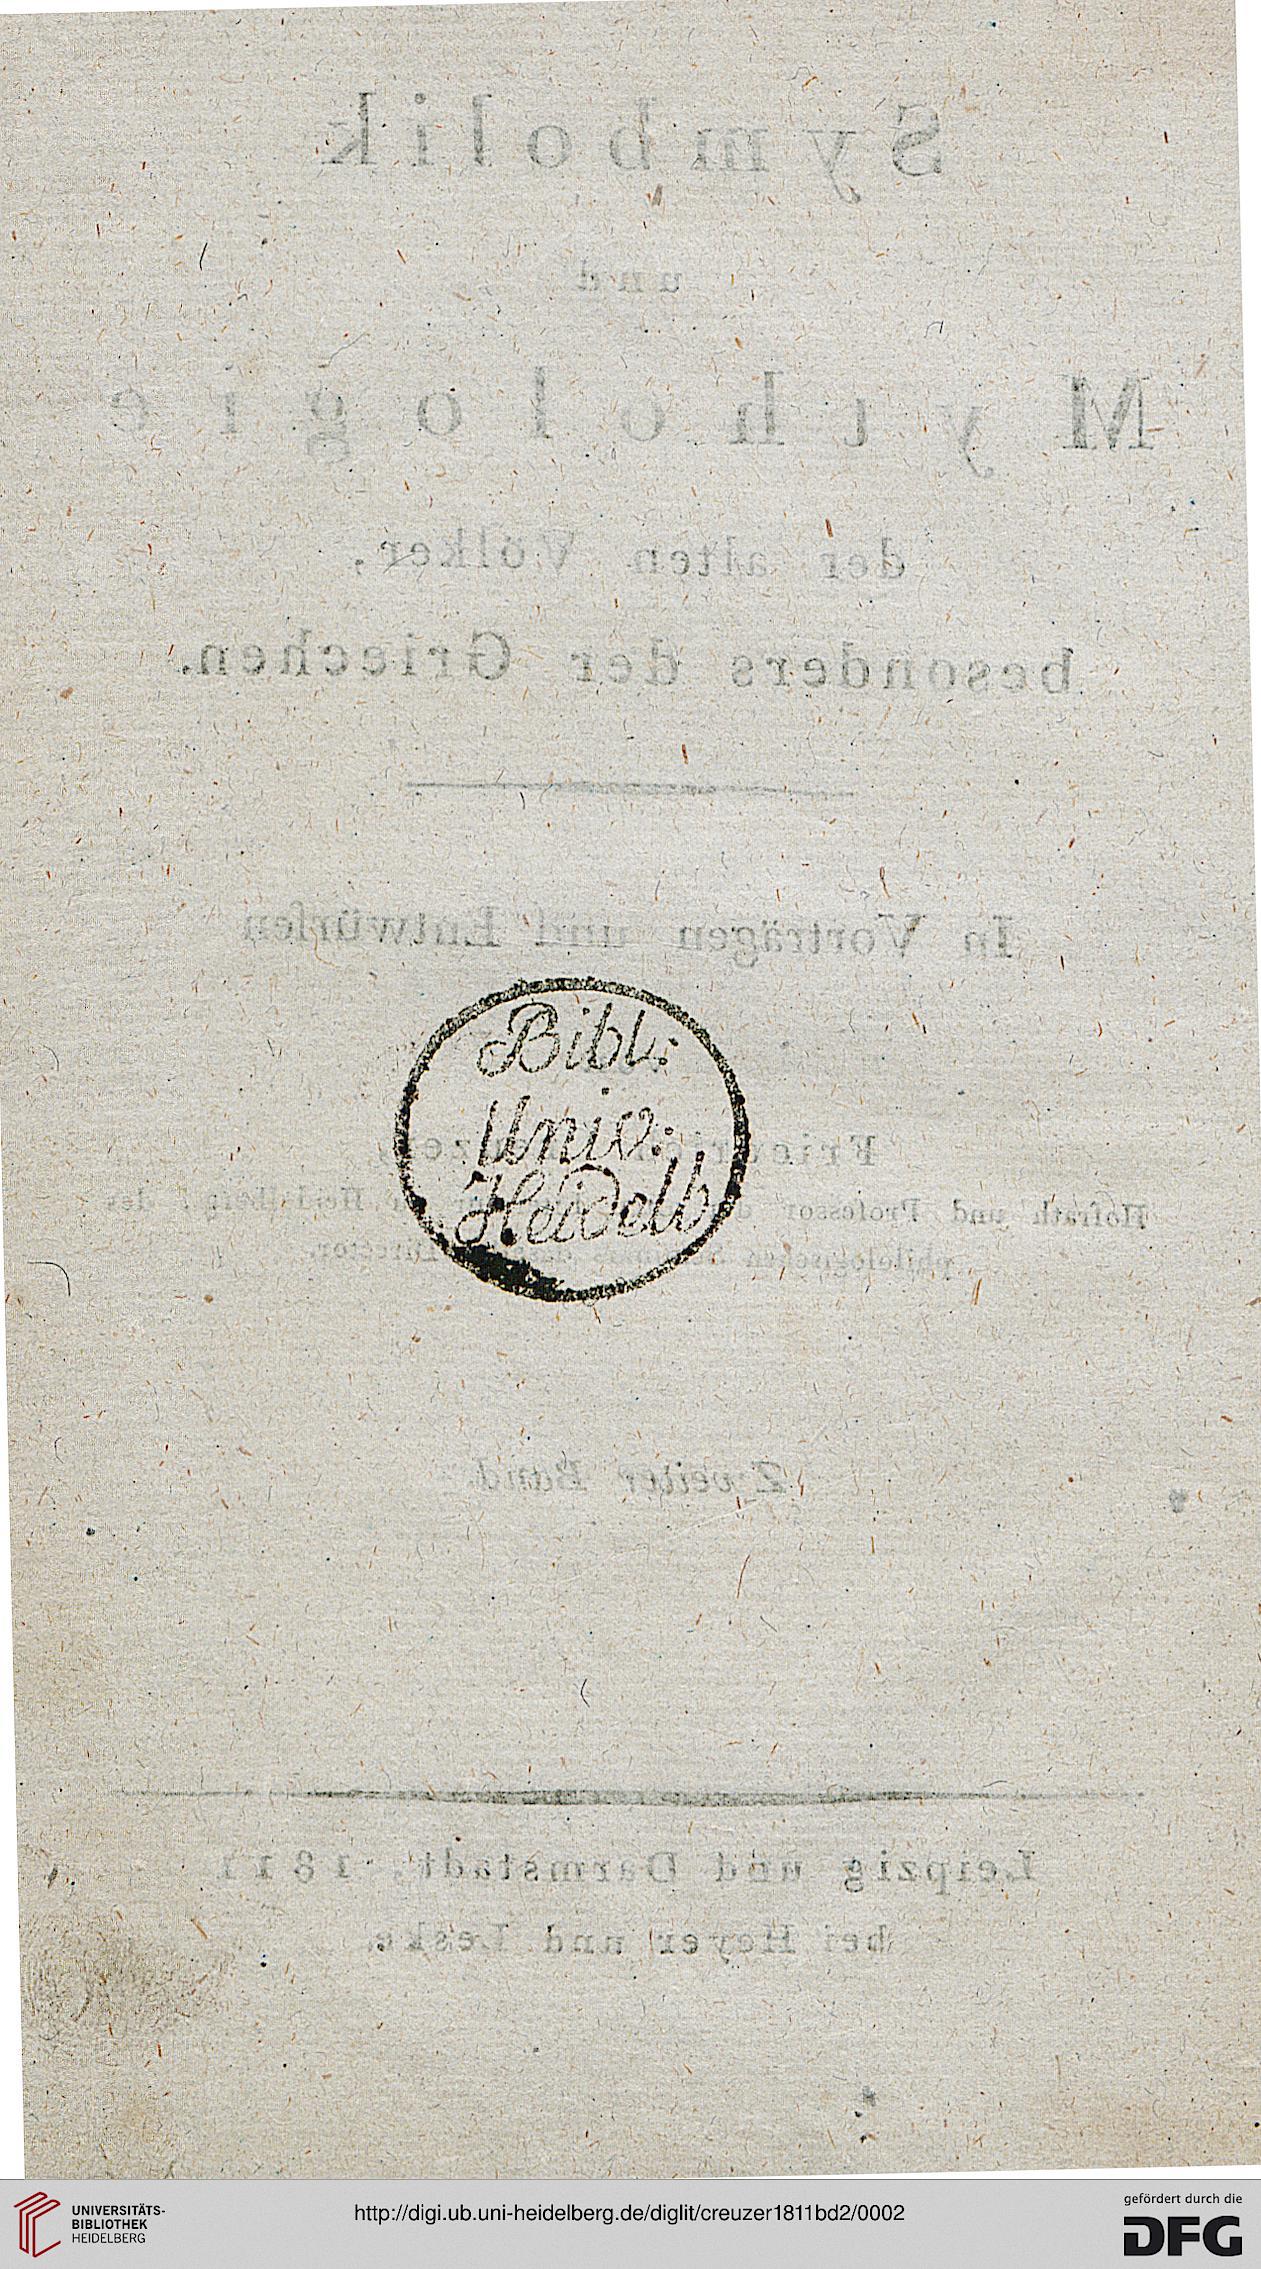 Symbolik
und
Mythologie
der alten Völker,
besonders der Griechen.
In Vorträgen und Entwürfen
Bibl:
Univ:
Heidelb
Hofrath und Professor
Zweiter Band.
Leipzig und Darmstadt, 1811
bei Heyer und Leske.
UNIVERSITÄTS-
BIBLIOTHEK
HEIDELBERG
http://digi.ub.uni-heidelberg.de/diglit/creuzer1811bd2/0002
gefördert durch die
DFG